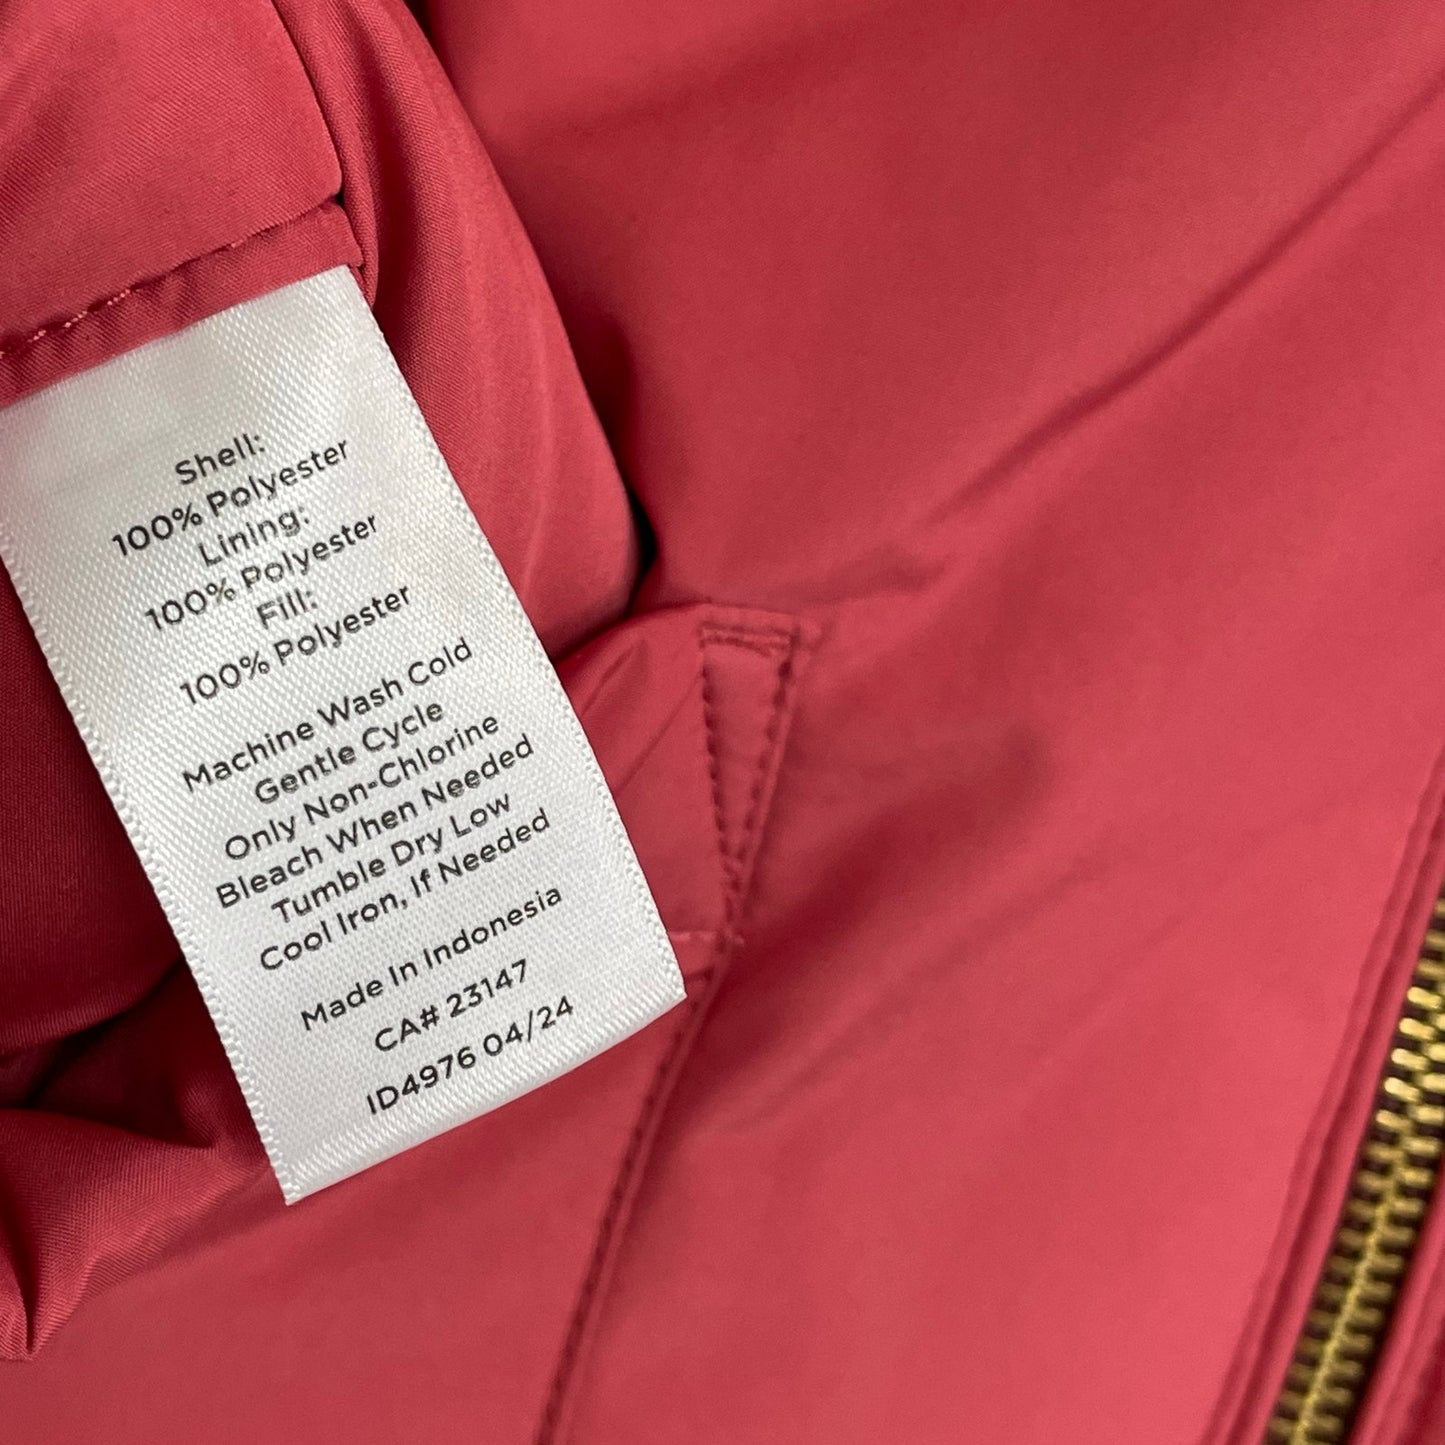 Shell:
100% Polyester
Lining:
100% Polyester
Fill:
100% Polyester
Machine Wash Cold
Gentle Cycle
Only Non-Chlorine
Bleach When Needed
Tumble Dry Low
Cool Iron, If Needed
Made In Indonesia
CA# 23147
ID4976 04/24